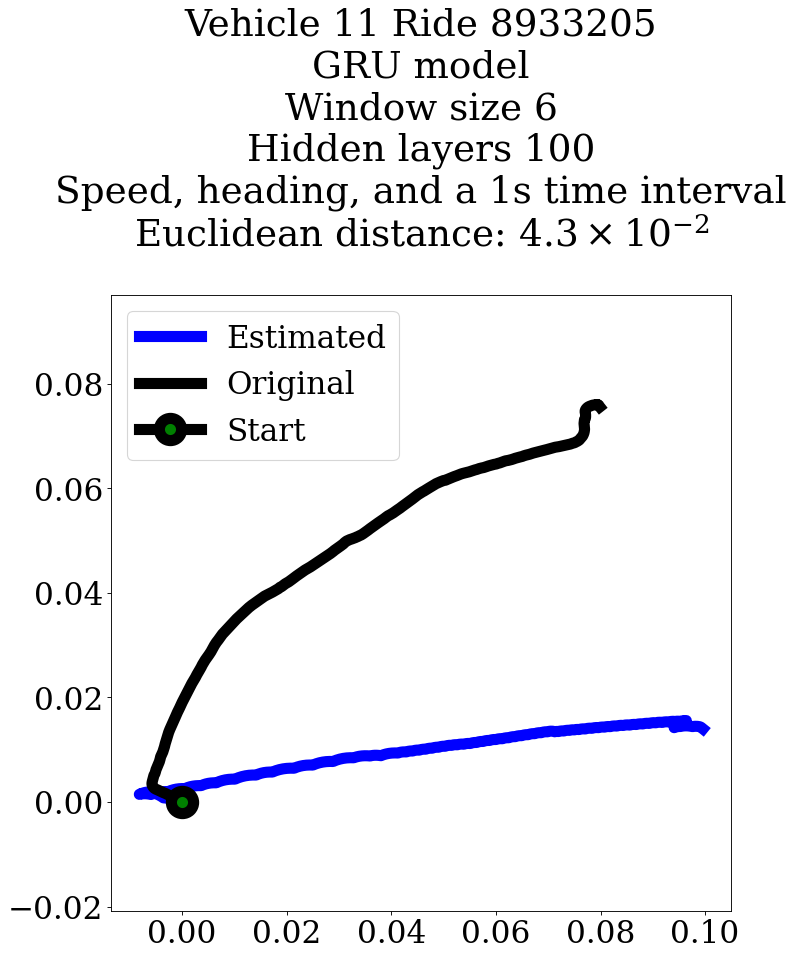 Vehicle 11 Ride 8933205
GRU model
Window size 6
Hidden layers 100
Speed, heading, and a 1s time interval
Euclidean distance: 4.3 × 10⁻²
Estimated
Original
Start
0.08
0.06
0.04
0.02
0.00
−0.02
0.00 0.02 0.04 0.06 0.08 0.10